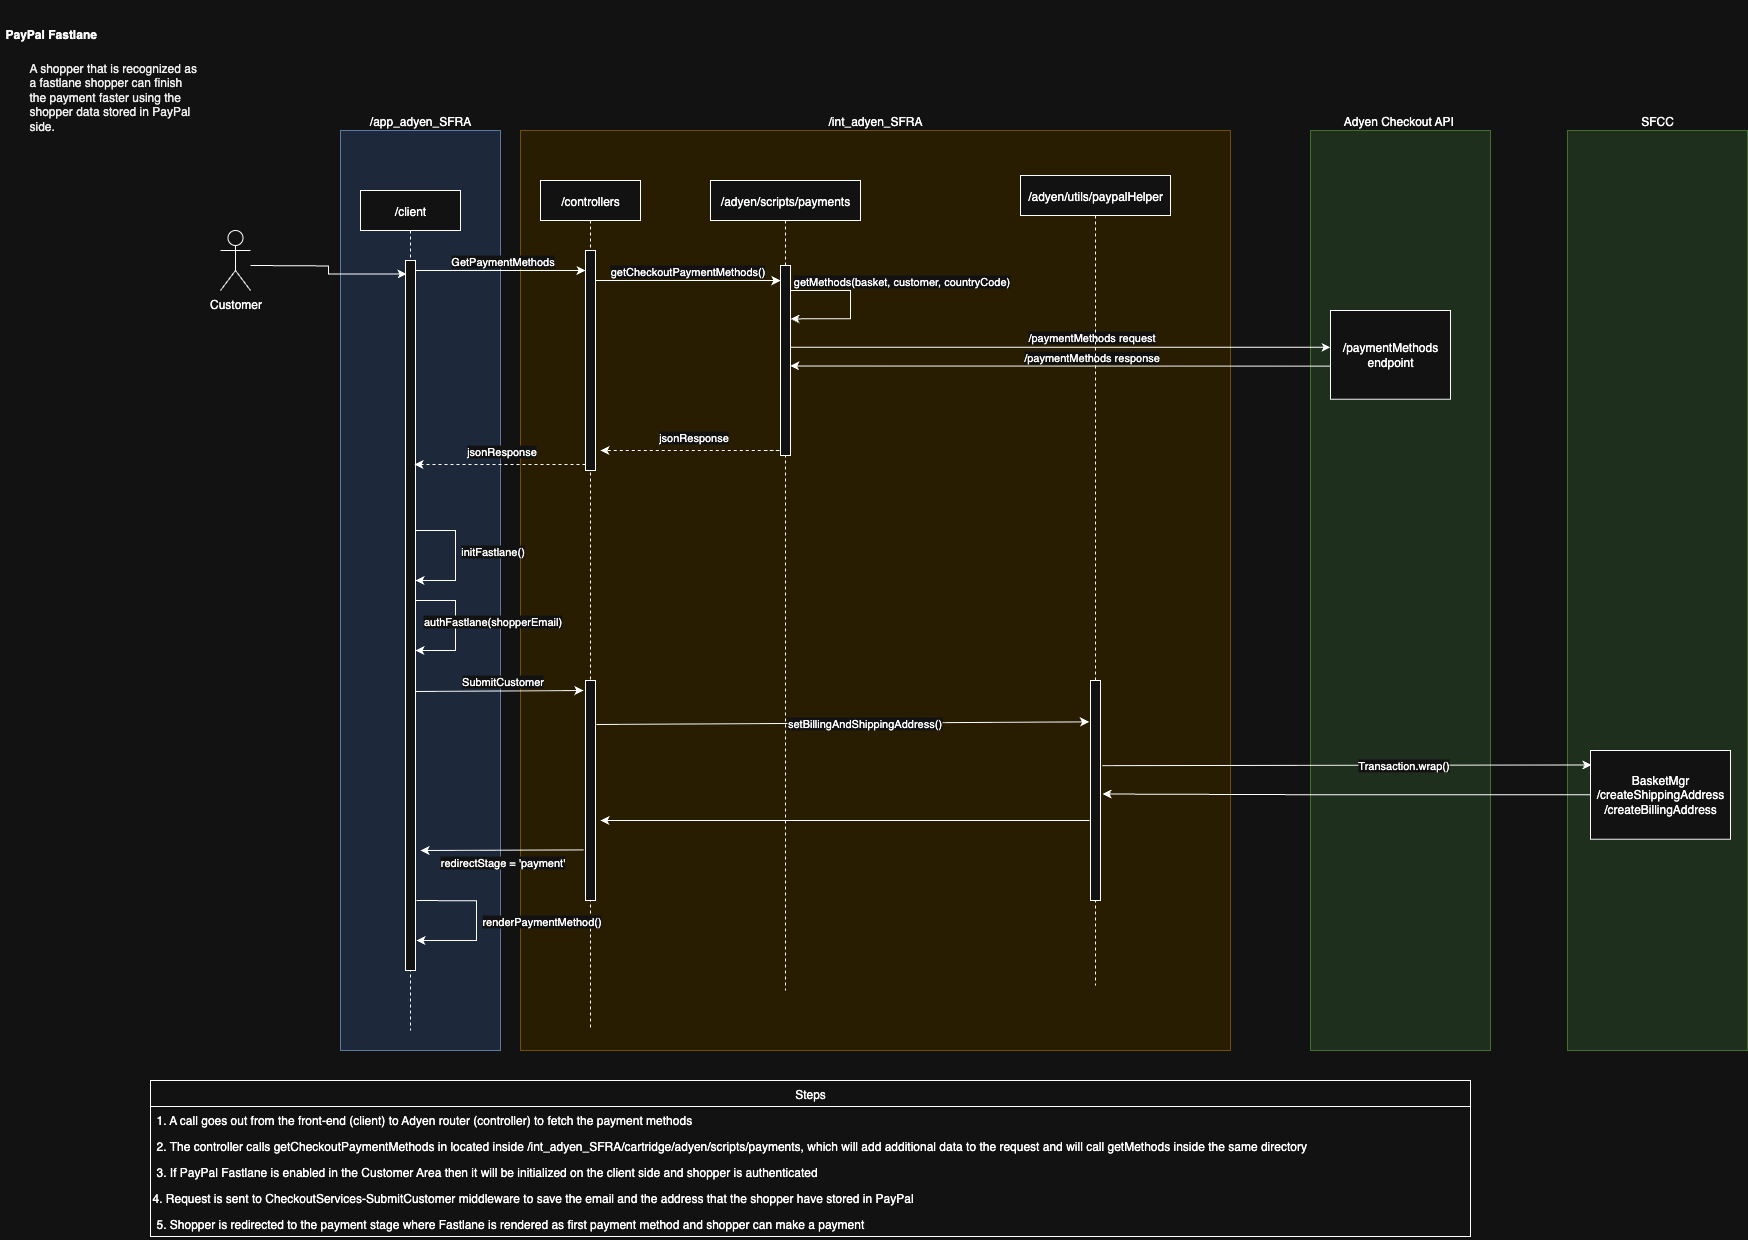 PayPal Fastlane
A shopper that is recognized as
a fastlane shopper can finish
the payment faster using the
shopper data stored in PayPal
side.
/app_adyen_SFRA
/int_adyen_SFRA
Adyen Checkout API
SFCC
/client
/controllers
/adyen/scripts/payments
/adyen/utils/paypalHelper
Customer
GetPaymentMethods
getCheckoutPaymentMethods()
getMethods(basket, customer, countryCode)
/paymentMethods request
/paymentMethods response
/paymentMethods
endpoint
jsonResponse
jsonResponse
initFastlane()
authFastlane(shopperEmail)
SubmitCustomer
setBillingAndShippingAddress()
Transaction.wrap()
BasketMgr
/createShippingAddress
/createBillingAddress
redirectStage = 'payment'
renderPaymentMethod()
Steps
1. A call goes out from the front-end (client) to Adyen router (controller) to fetch the payment methods
2. The controller calls getCheckoutPaymentMethods in located inside /int_adyen_SFRA/cartridge/adyen/scripts/payments, which will add additional data to the request and will call getMethods inside the same directory
3. If PayPal Fastlane is enabled in the Customer Area then it will be initialized on the client side and shopper is authenticated
4. Request is sent to CheckoutServices-SubmitCustomer middleware to save the email and the address that the shopper have stored in PayPal
5. Shopper is redirected to the payment stage where Fastlane is rendered as first payment method and shopper can make a payment